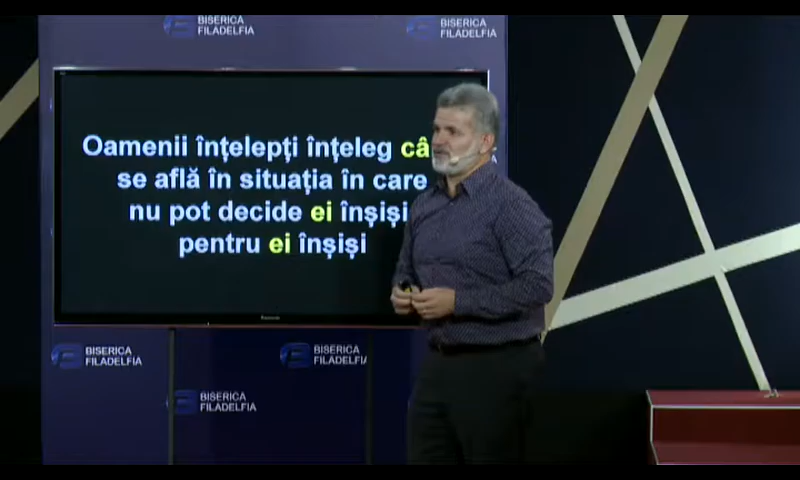 BISERICA
FILADELFIA
BISERICA
FILADELFIA
Oamenii înțelepți înțeleg
se află în situația în care
nu pot decide ei înșiși
pentru ei înșiși
Panasonic
BISERICA
FILADELFIA
BISERICA
FILADELFIA
BISERICA
FILADELFIA